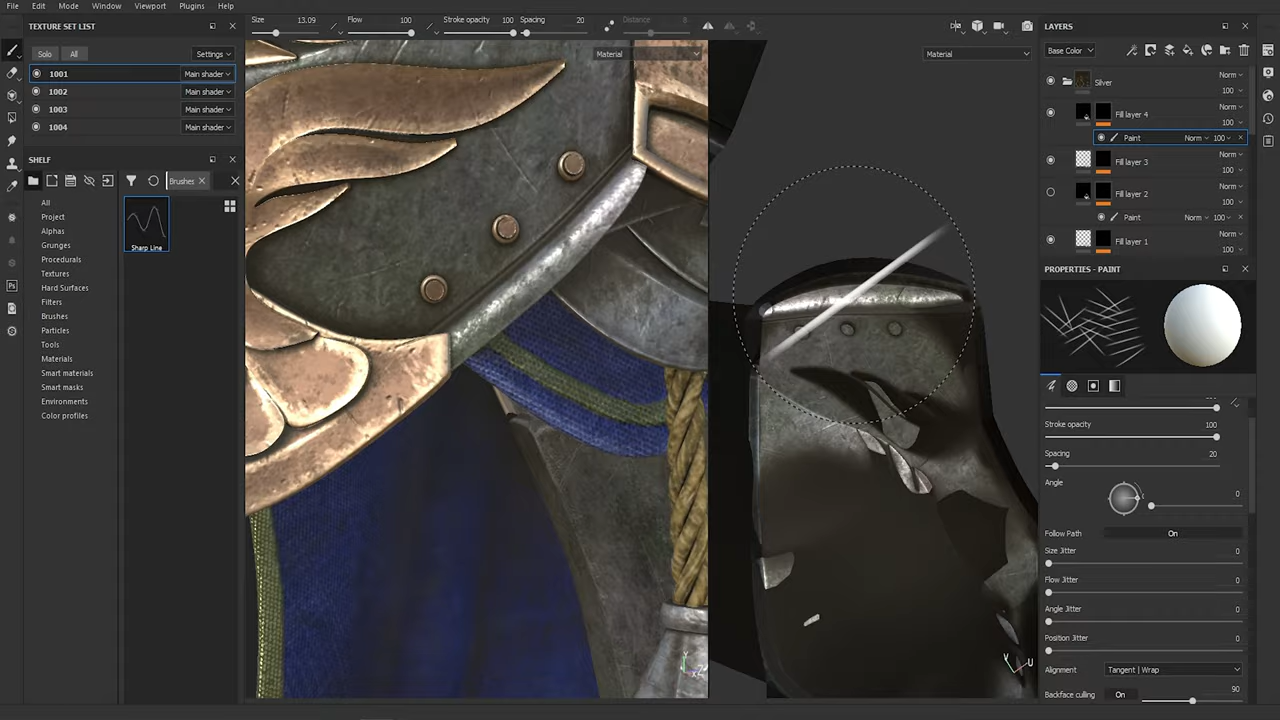 File Edit Mode Window Viewport Plugins Help
TEXTURE SET LIST
Solo All Settings
1001 Main shader
1002 Main shader
1003 Main shader
1004 Main shader
SHELF
Brushes
All
Project
Alphas
Grunges
Procedurals
Textures
Hard Surfaces
Filters
Brushes
Particles
Tools
Materials
Smart materials
Smart masks
Environments
Color profiles
Sharp Line
Size 13.09 Flow 100 Stroke opacity 100 Spacing 20 Distance 8
Material
Material
LAYERS
Base Color
Silver Norm 100
Fill layer 4 Norm 100
Paint Norm 100
Fill layer 3 Norm 100
Fill layer 2 Norm 100
Paint Norm 100
Fill layer 1 Norm 100
PROPERTIES - PAINT
Stroke opacity 100
Spacing 20
Angle 0
Follow Path On
Size Jitter 0
Flow Jitter 0
Angle Jitter 0
Position Jitter 0
Alignment Tangent | Wrap
Backface culling On 90